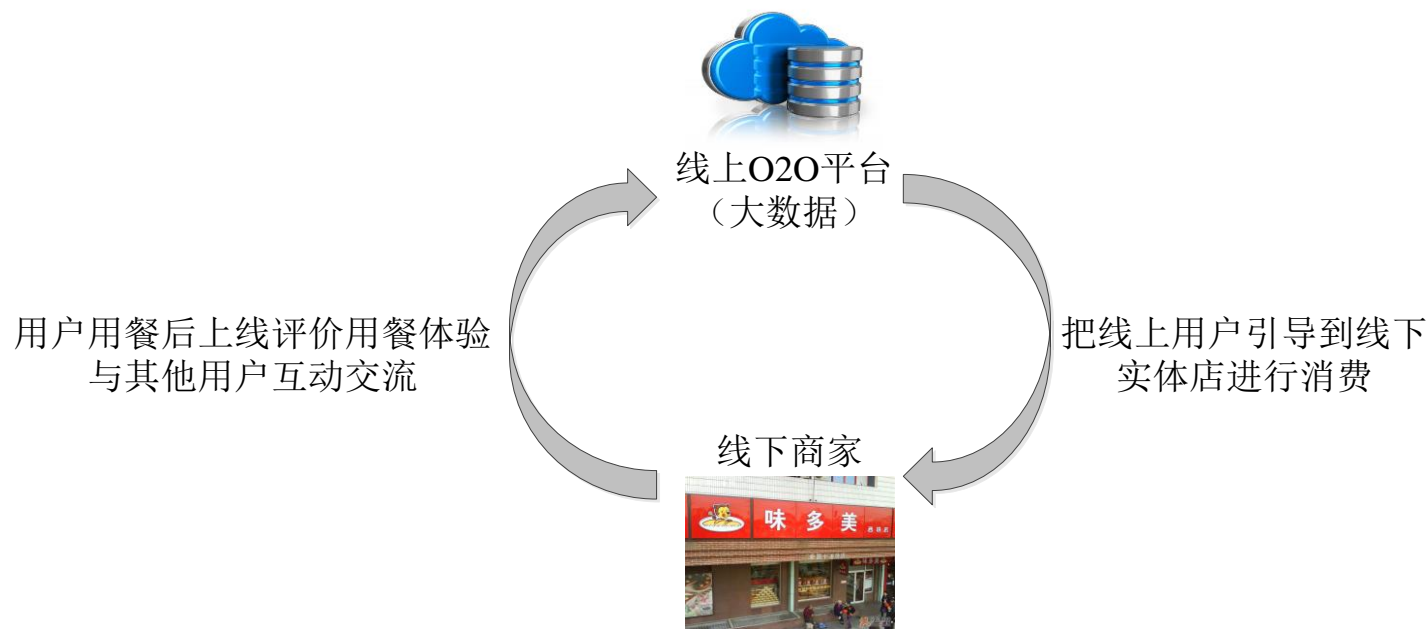 线上O2O平台
（大数据）
用户用餐后上线评价用餐体验
与其他用户互动交流
把线上用户引导到线下
实体店进行消费
线下商家
味多美